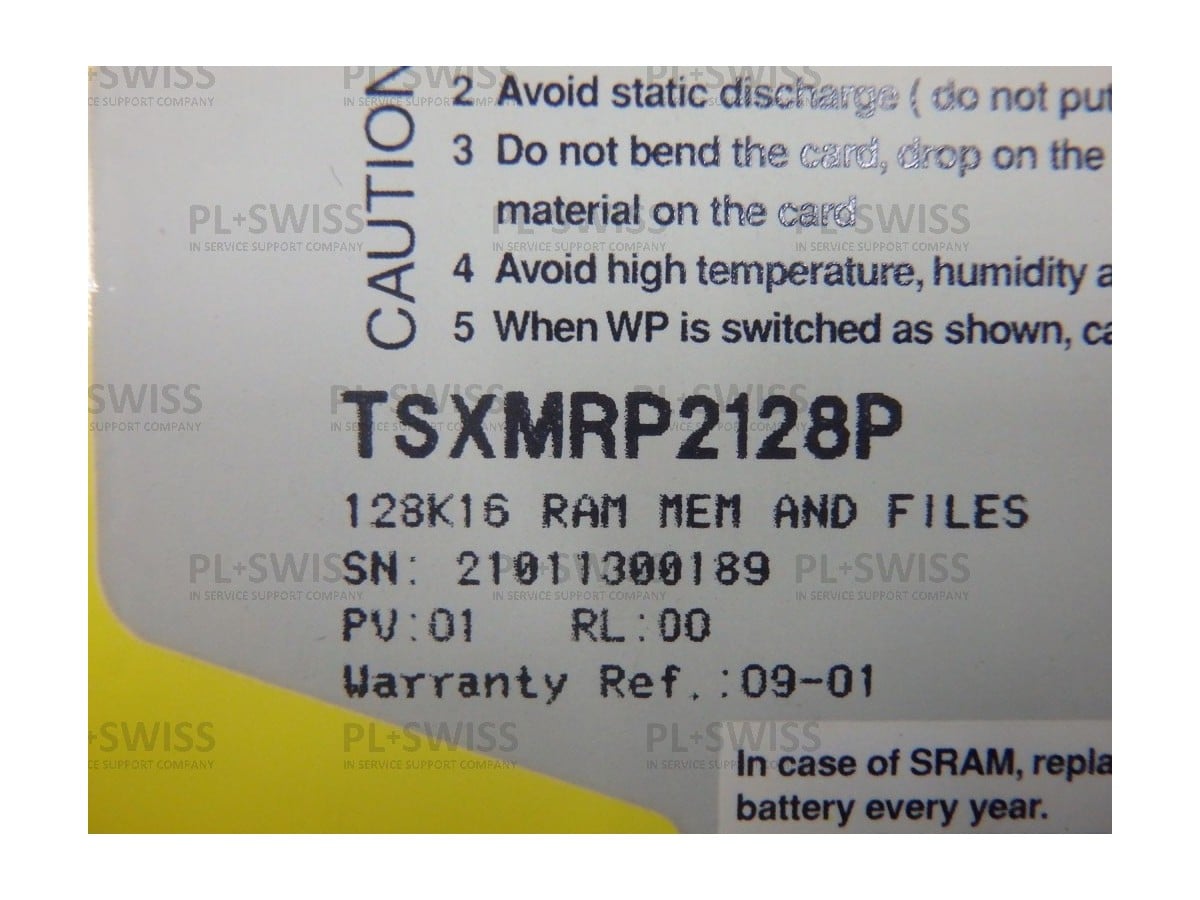 CAUTION
2 Avoid static discharge ( do not put
3 Do not bend the card, drop on the
material on the card
4 Avoid high temperature, humidity a
5 When WP is switched as shown, ca
TSXMRP2128P
128K16 RAM MEM AND FILES
SN: 21011300189
PV:01 RL:00
Warranty Ref.:09-01
In case of SRAM, repla
battery every year.
PL+SWISS
IN SERVICE SUPPORT COMPANY